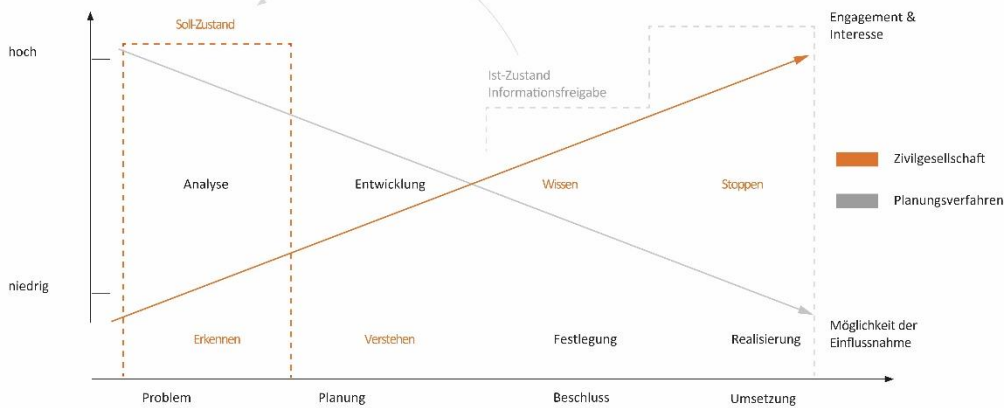 Soll-Zustand
Engagement &
Interesse
hoch
Ist-Zustand
Informationsfreigabe
Zivilgesellschaft
Analyse
Entwicklung
Wissen
Stoppen
Planungsverfahren
niedrig
Erkennen
Verstehen
Festlegung
Realisierung
Möglichkeit der
Einflussnahme
Problem
Planung
Beschluss
Umsetzung